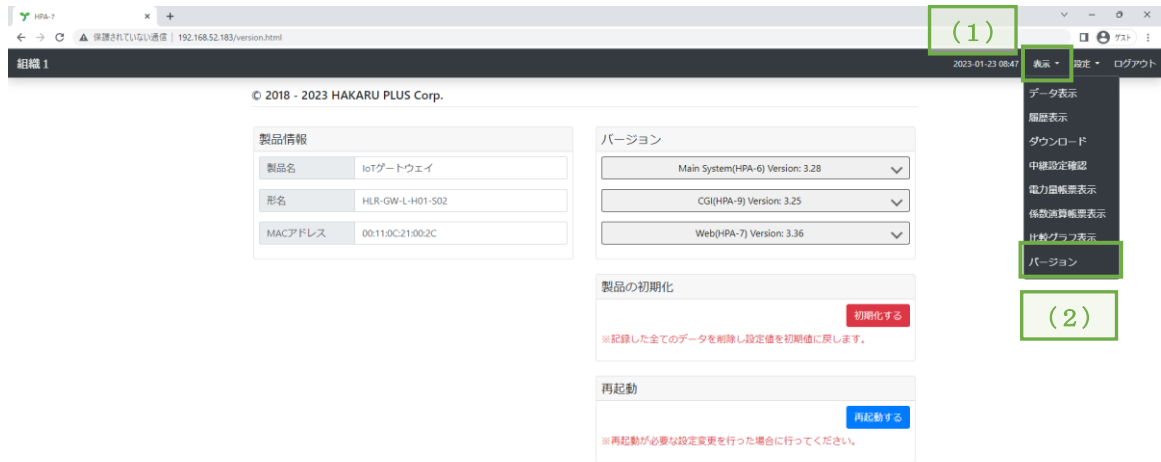 HPA-7
保護されていない通信 | 192.168.52.183/version.html
ゲスト
組織 1
2023-01-23 08:47 表示 設定 ログアウト
(1)
データ表示
履歴表示
ダウンロード
中継設定確認
電力量帳票表示
係数演算帳票表示
比較グラフ表示
バージョン
(2)
© 2018 - 2023 HAKARU PLUS Corp.
製品情報
製品名 IoTゲートウェイ
形名 HLR-GW-L-H01-S02
MACアドレス 00:11:0C:21:00:2C
バージョン
Main System(HPA-6) Version: 3.28
CGI(HPA-9) Version: 3.25
Web(HPA-7) Version: 3.36
製品の初期化
初期化する
※記録した全てのデータを削除し設定値を初期値に戻します。
再起動
再起動する
※再起動が必要な設定変更を行った場合に行ってください。